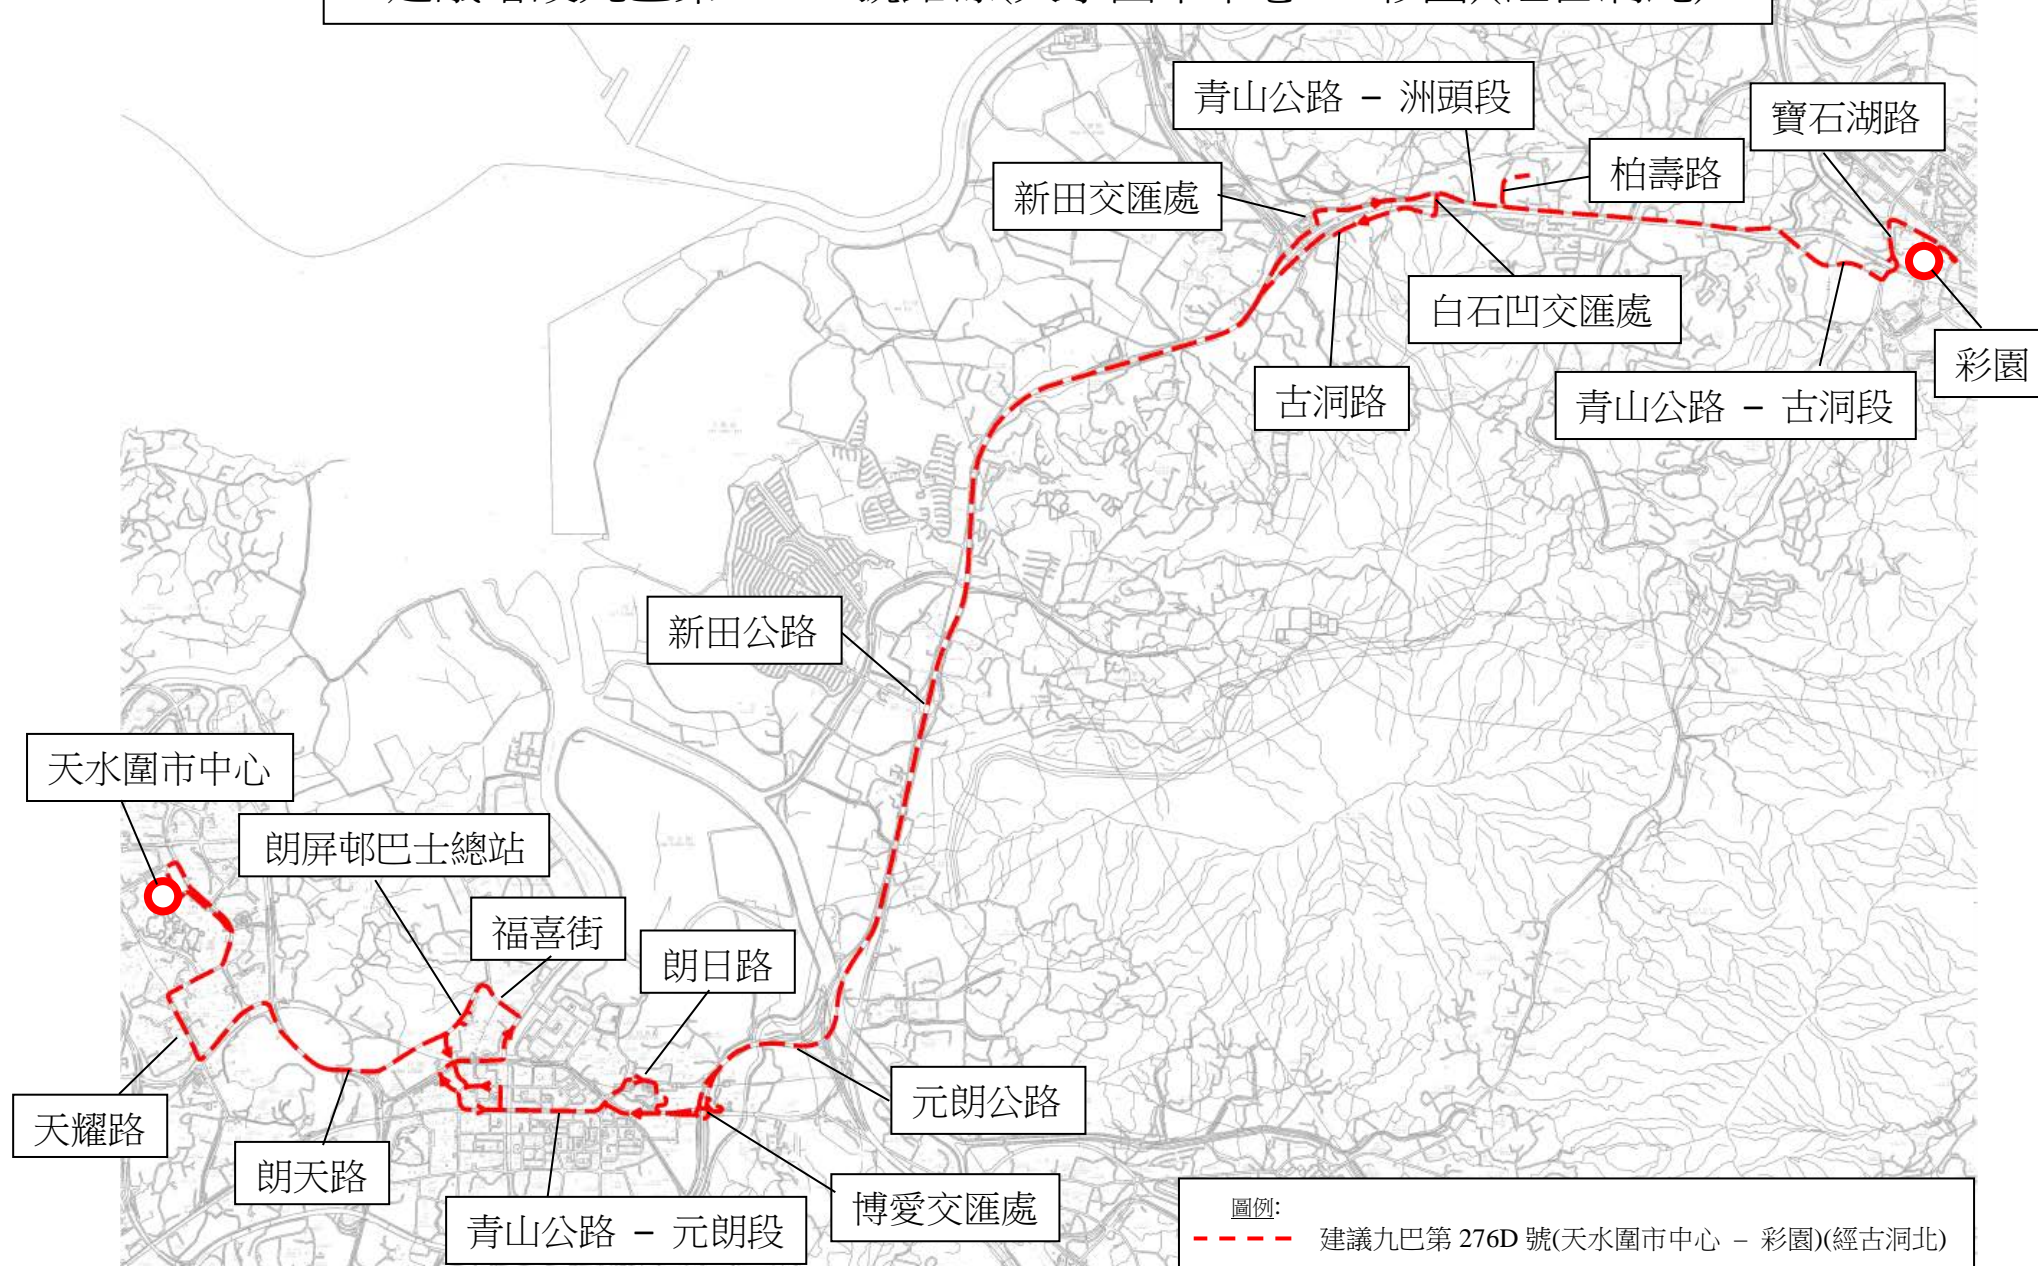 青山公路 – 洲頭段
寶石湖路
柏壽路
新田交匯處
白石凹交匯處
彩園
古洞路
青山公路 – 古洞段
新田公路
天水圍市中心
朗屏邨巴士總站
福喜街
朗日路
元朗公路
天耀路
朗天路
博愛交匯處
青山公路 – 元朗段
圖例:
建議九巴第 276D 號(天水圍市中心 – 彩園)(經古洞北)